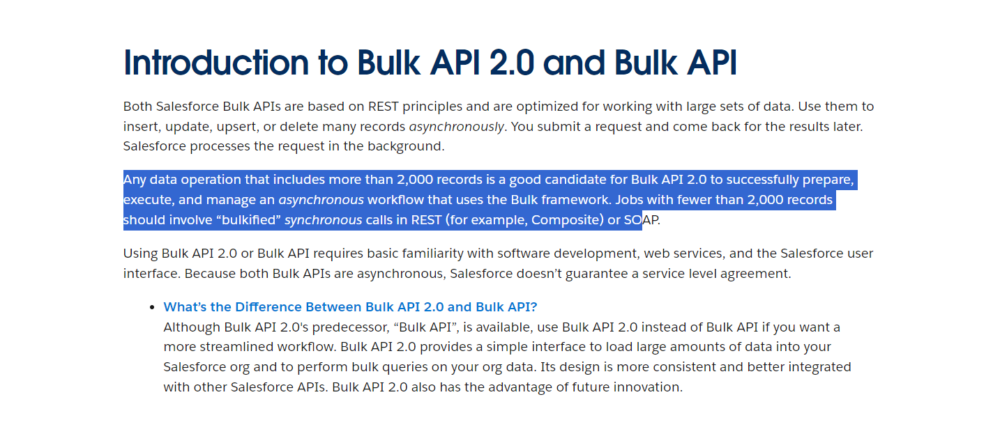 Introduction to Bulk API 2.0 and Bulk API
Both Salesforce Bulk APIs are based on REST principles and are optimized for working with large sets of data. Use them to
insert, update, upsert, or delete many records asynchronously. You submit a request and come back for the results later.
Salesforce processes the request in the background.
Any data operation that includes more than 2,000 records is a good candidate for Bulk API 2.0 to successfully prepare,
execute, and manage an asynchronous workflow that uses the Bulk framework. Jobs with fewer than 2,000 records
should involve “bulkified” synchronous calls in REST (for example, Composite) or SOAP.
Using Bulk API 2.0 or Bulk API requires basic familiarity with software development, web services, and the Salesforce user
interface. Because both Bulk APIs are asynchronous, Salesforce doesn’t guarantee a service level agreement.
• What’s the Difference Between Bulk API 2.0 and Bulk API?
Although Bulk API 2.0's predecessor, “Bulk API”, is available, use Bulk API 2.0 instead of Bulk API if you want a
more streamlined workflow. Bulk API 2.0 provides a simple interface to load large amounts of data into your
Salesforce org and to perform bulk queries on your org data. Its design is more consistent and better integrated
with other Salesforce APIs. Bulk API 2.0 also has the advantage of future innovation.